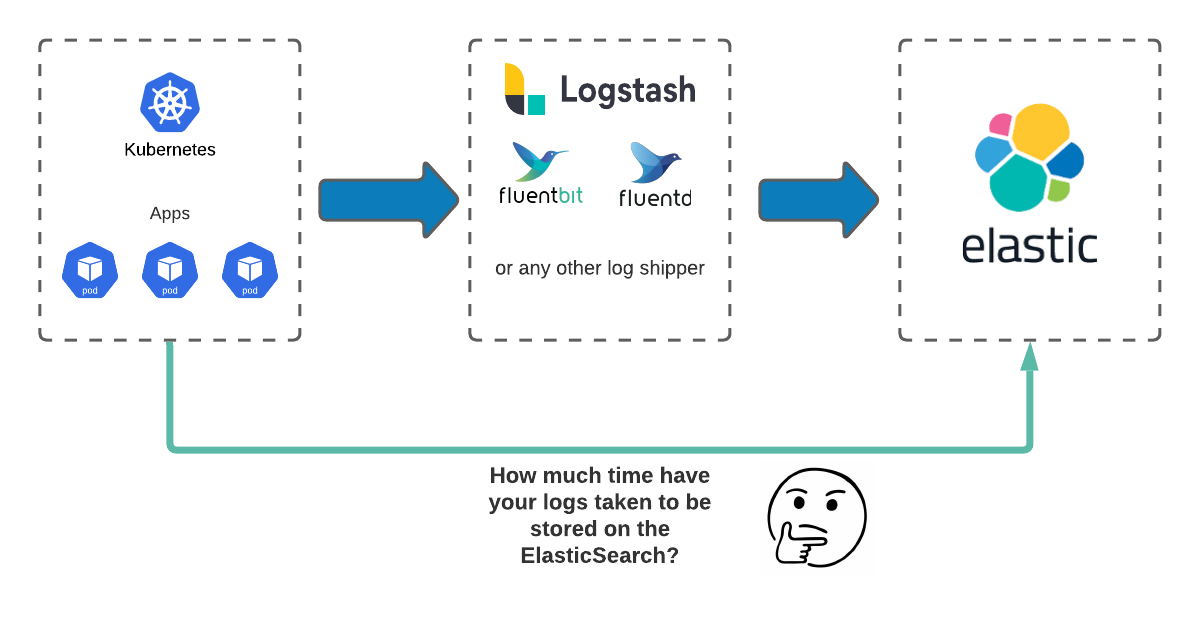 Kubernetes
Apps
pod
pod
pod
Logstash
fluentbit
fluentd
or any other log shipper
elastic
How much time have
your logs taken to be
stored on the
ElasticSearch?